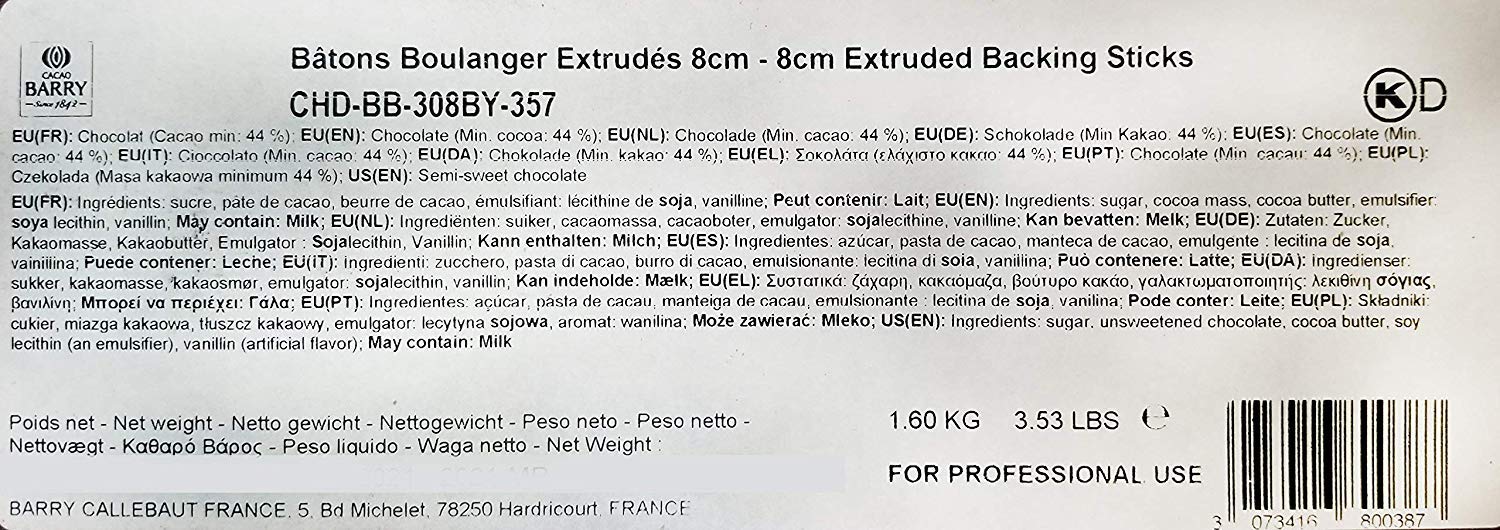 CACAO
BARRY
Since 1842
Bâtons Boulanger Extrudés 8cm - 8cm Extruded Backing Sticks
CHD-BB-308BY-357
K D
EU(FR): Chocolat (Cacao min: 44 %); EU(EN): Chocolate (Min. cocoa: 44 %); EU(NL): Chocolade (Min. cacao: 44 %); EU(DE): Schokolade (Min Kakao: 44 %); EU(ES): Chocolate (Min.
cacao: 44 %); EU(IT): Cioccolato (Min. cacao: 44 %); EU(DA): Chokolade (Min. kakao: 44 %); EU(EL): Σοκολάτα (ελάχιστο κακαο: 44 %); EU(PT): Chocolate (Min cacau: 44 %); EU(PL):
Czekolada (Masa kakaowa minimum 44 %); US(EN): Semi-sweet chocolate
EU(FR): Ingrédients: sucre, pâte de cacao, beurre de cacao, émulsifiant: lécithine de soja, vanilline; Peut contenir: Lait; EU(EN): Ingredients: sugar, cocoa mass, cocoa butter, emulsifier:
soya lecithin, vanillin; May contain: Milk; EU(NL): Ingrediënten: suiker, cacaomassa, cacaoboter, emulgator: sojalecithine, vanilline; Kan bevatten: Melk; EU(DE): Zutaten: Zucker,
Kakaomasse, Kakaobutter, Emulgator : Sojalecithin, Vanillin; Kann enthalten: Milch; EU(ES): Ingredientes: azúcar, pasta de cacao, manteca de cacao, emulgente : lecitina de soja,
vainillina; Puede contener: Leche; EU(IT): ingredienti: zucchero, pasta di cacao, burro di cacao, emulsionante: lecitina di soia, vanillina; Può contenere: Latte; EU(DA): Ingredienser:
sukker, kakaomasse, kakaosmør, emulgator: sojalecithin, vanillin; Kan indeholde: Mælk; EU(EL): Συστατικά: ζάχαρη, κακαόμαζα, βούτυρο κακάο, γαλακτωματοποιητής: λεκιθίνη σόγιας,
βανιλίνη; Μπορεί να περιέχει: Γάλα; EU(PT): Ingredientes: açúcar, pasta de cacau, manteiga de cacau, emulsionante : lecitina de soja, vanilina; Pode conter: Leite; EU(PL): Składniki:
cukier, miazga kakaowa, tłuszcz kakaowy, emulgator: lecytyna sojowa, aromat: wanilina; Może zawierać: Mleko; US(EN): Ingredients: sugar, unsweetened chocolate, cocoa butter, soy
lecithin (an emulsifier), vanillin (artificial flavor); May contain: Milk
Poids net - Net weight - Netto gewicht - Nettogewicht - Peso neto - Peso netto -
Nettovægt - Καθαρό Βάρος - Peso liquido - Waga netto - Net Weight :
1.60 KG 3.53 LBS ℮
FOR PROFESSIONAL USE
BARRY CALLEBAUT FRANCE, 5, Bd Michelet, 78250 Hardricourt, FRANCE
3 073416 800387